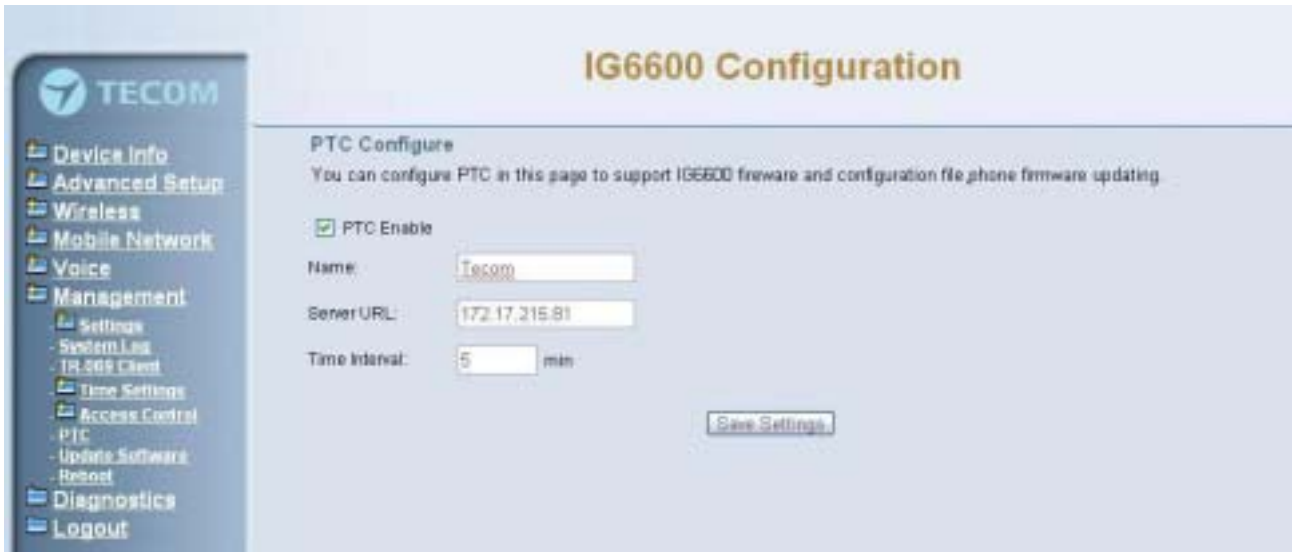 IG6600 Configuration
TECOM
Device Info
Advanced Setup
Wireless
Mobile Network
Voice
Management
Settings
- System Log
- TR-069 Client
Time Settings
Access Control
- PTC
- Update Software
- Reboot
Diagnostics
Logout
PTC Configure
You can configure PTC in this page to support IG6600 fireware and configuration file,phone firmware updating.
PTC Enable
Name: Tecom
Server URL: 172.17.215.81
Time Interval: 5 min
Save Settings